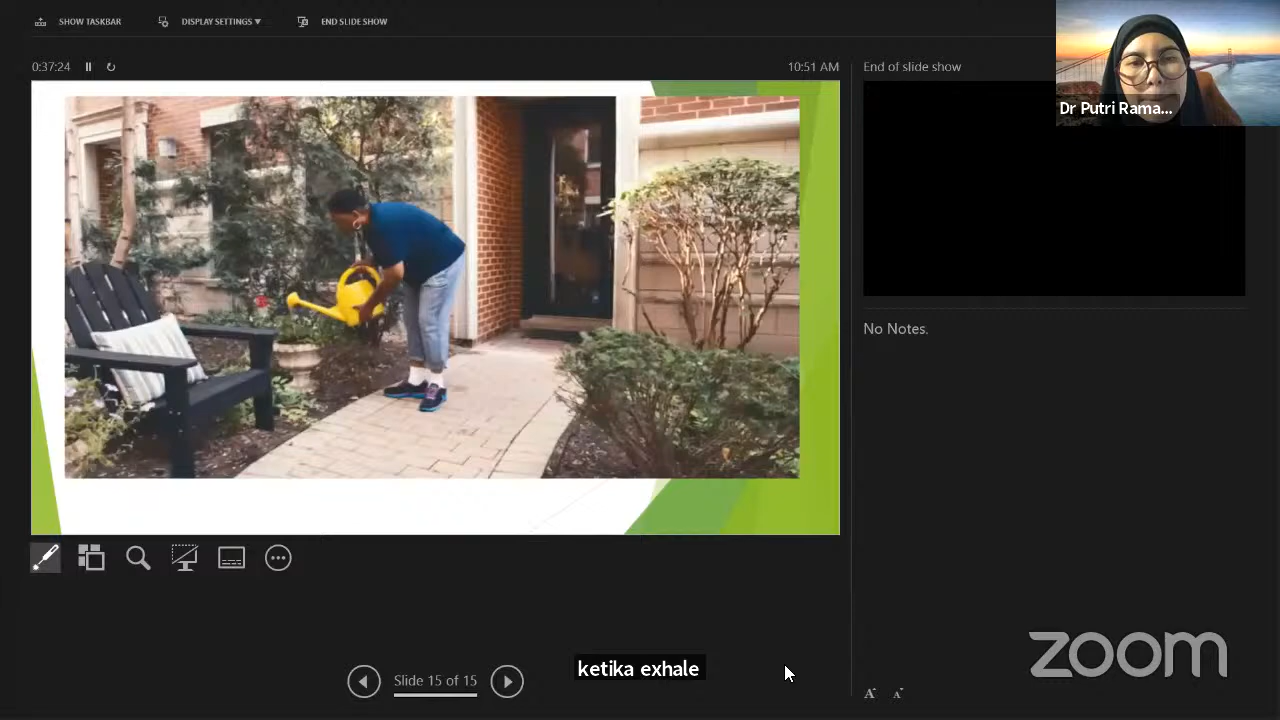 SHOW TASKBAR
DISPLAY SETTINGS ▼
END SLIDE SHOW
0:37:24
10:51 AM
End of slide show
Dr Putri Rama...
No Notes.
Slide 15 of 15
ketika exhale
zoom
A A